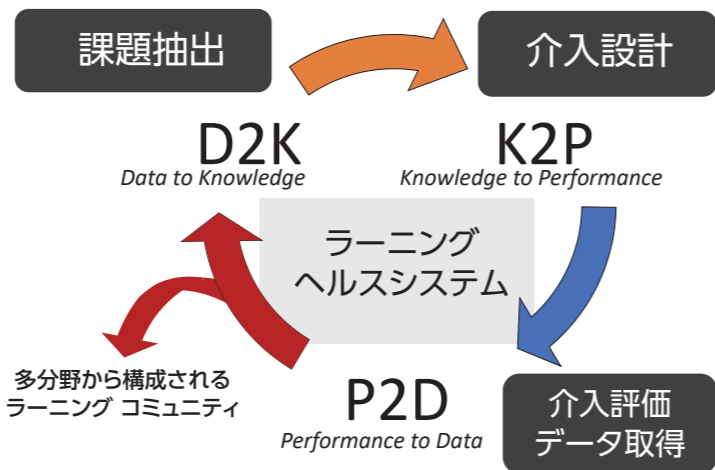 課題抽出
介入設計
D2K
Data to Knowledge
K2P
Knowledge to Performance
ラーニング
ヘルスシステム
多分野から構成される
ラーニング コミュニティ
P2D
Performance to Data
介入評価
データ取得